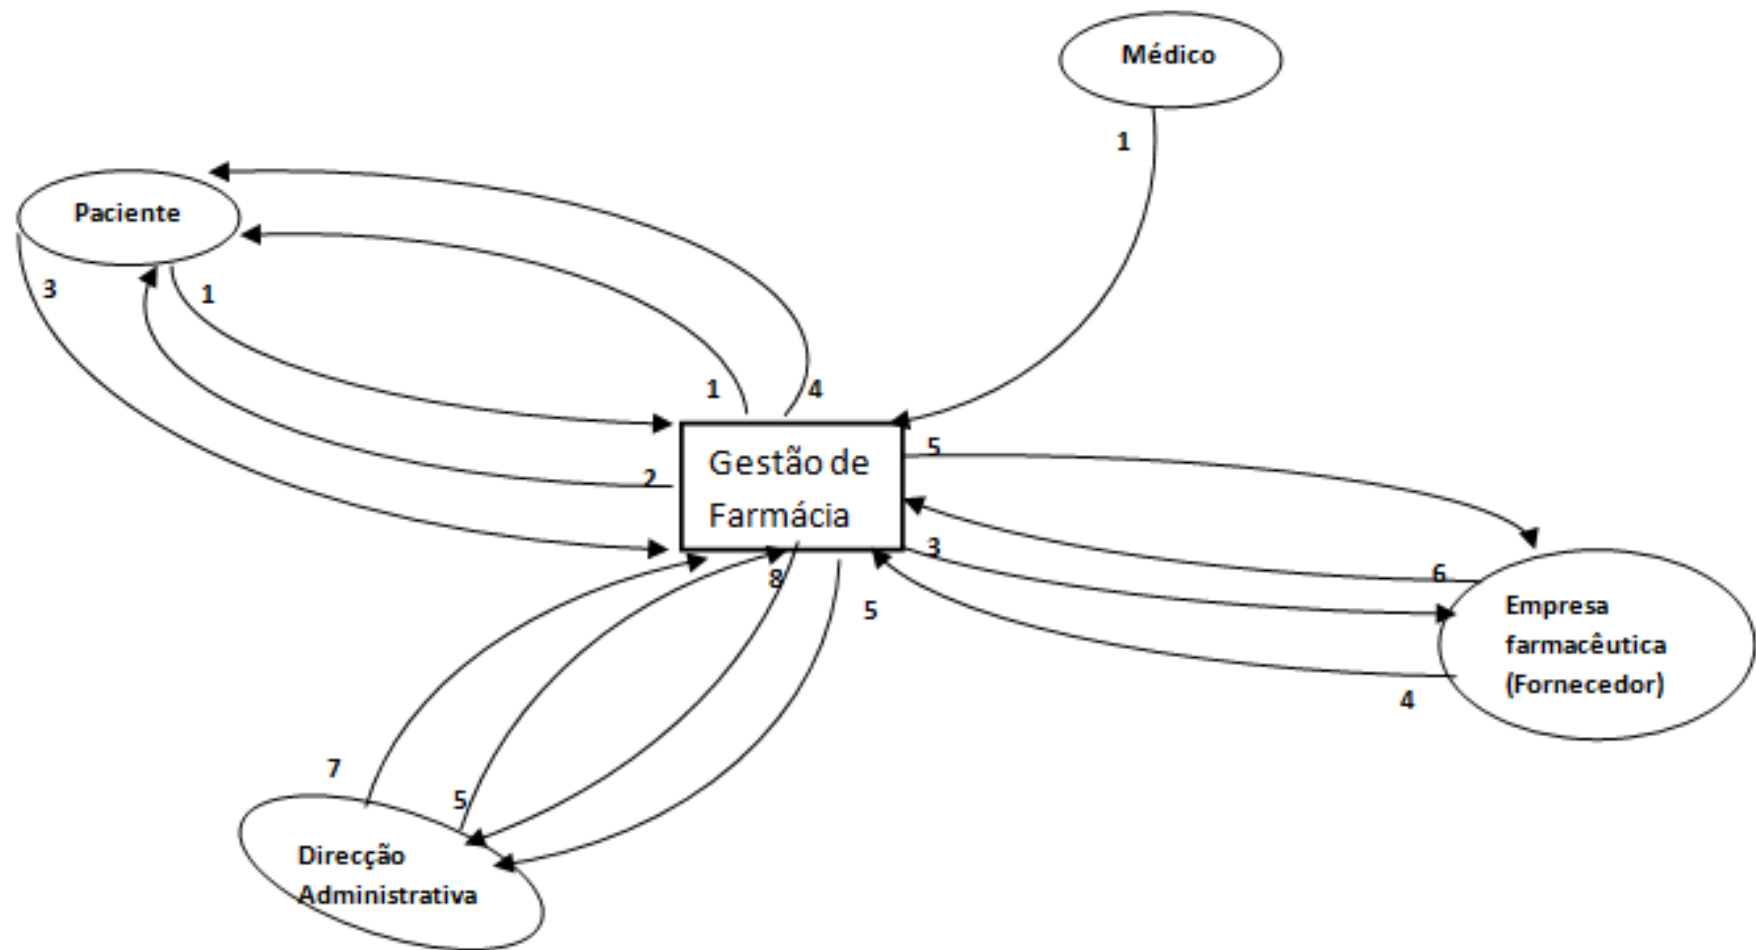 Médico
1
Paciente
3
1
1
4
Gestão de
Farmácia
5
2
3
8
5
6
Empresa
farmacêutica
(Fornecedor)
4
7
5
Direcção
Administrativa